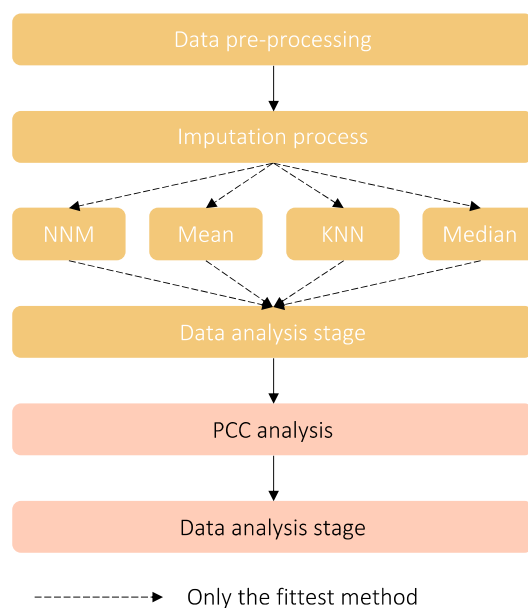 Data pre-processing
Imputation process
NNM Mean KNN Median
Data analysis stage
PCC analysis
Data analysis stage
Only the fittest method